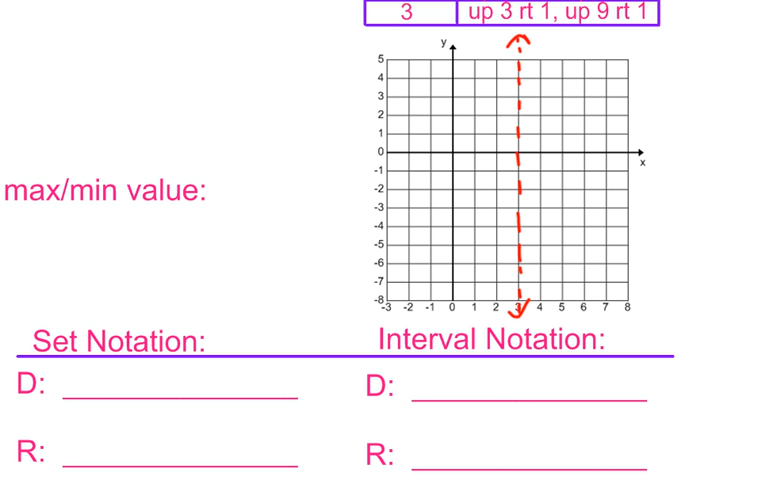 3 up 3 rt 1, up 9 rt 1
y
5
4
3
2
1
0
x
-1
max/min value:
-2
-3
-4
-5
-6
-7
-8
-3 -2 -1 0 1 2 3 4 5 6 7 8
Set Notation: Interval Notation:
D: D:
R: R: